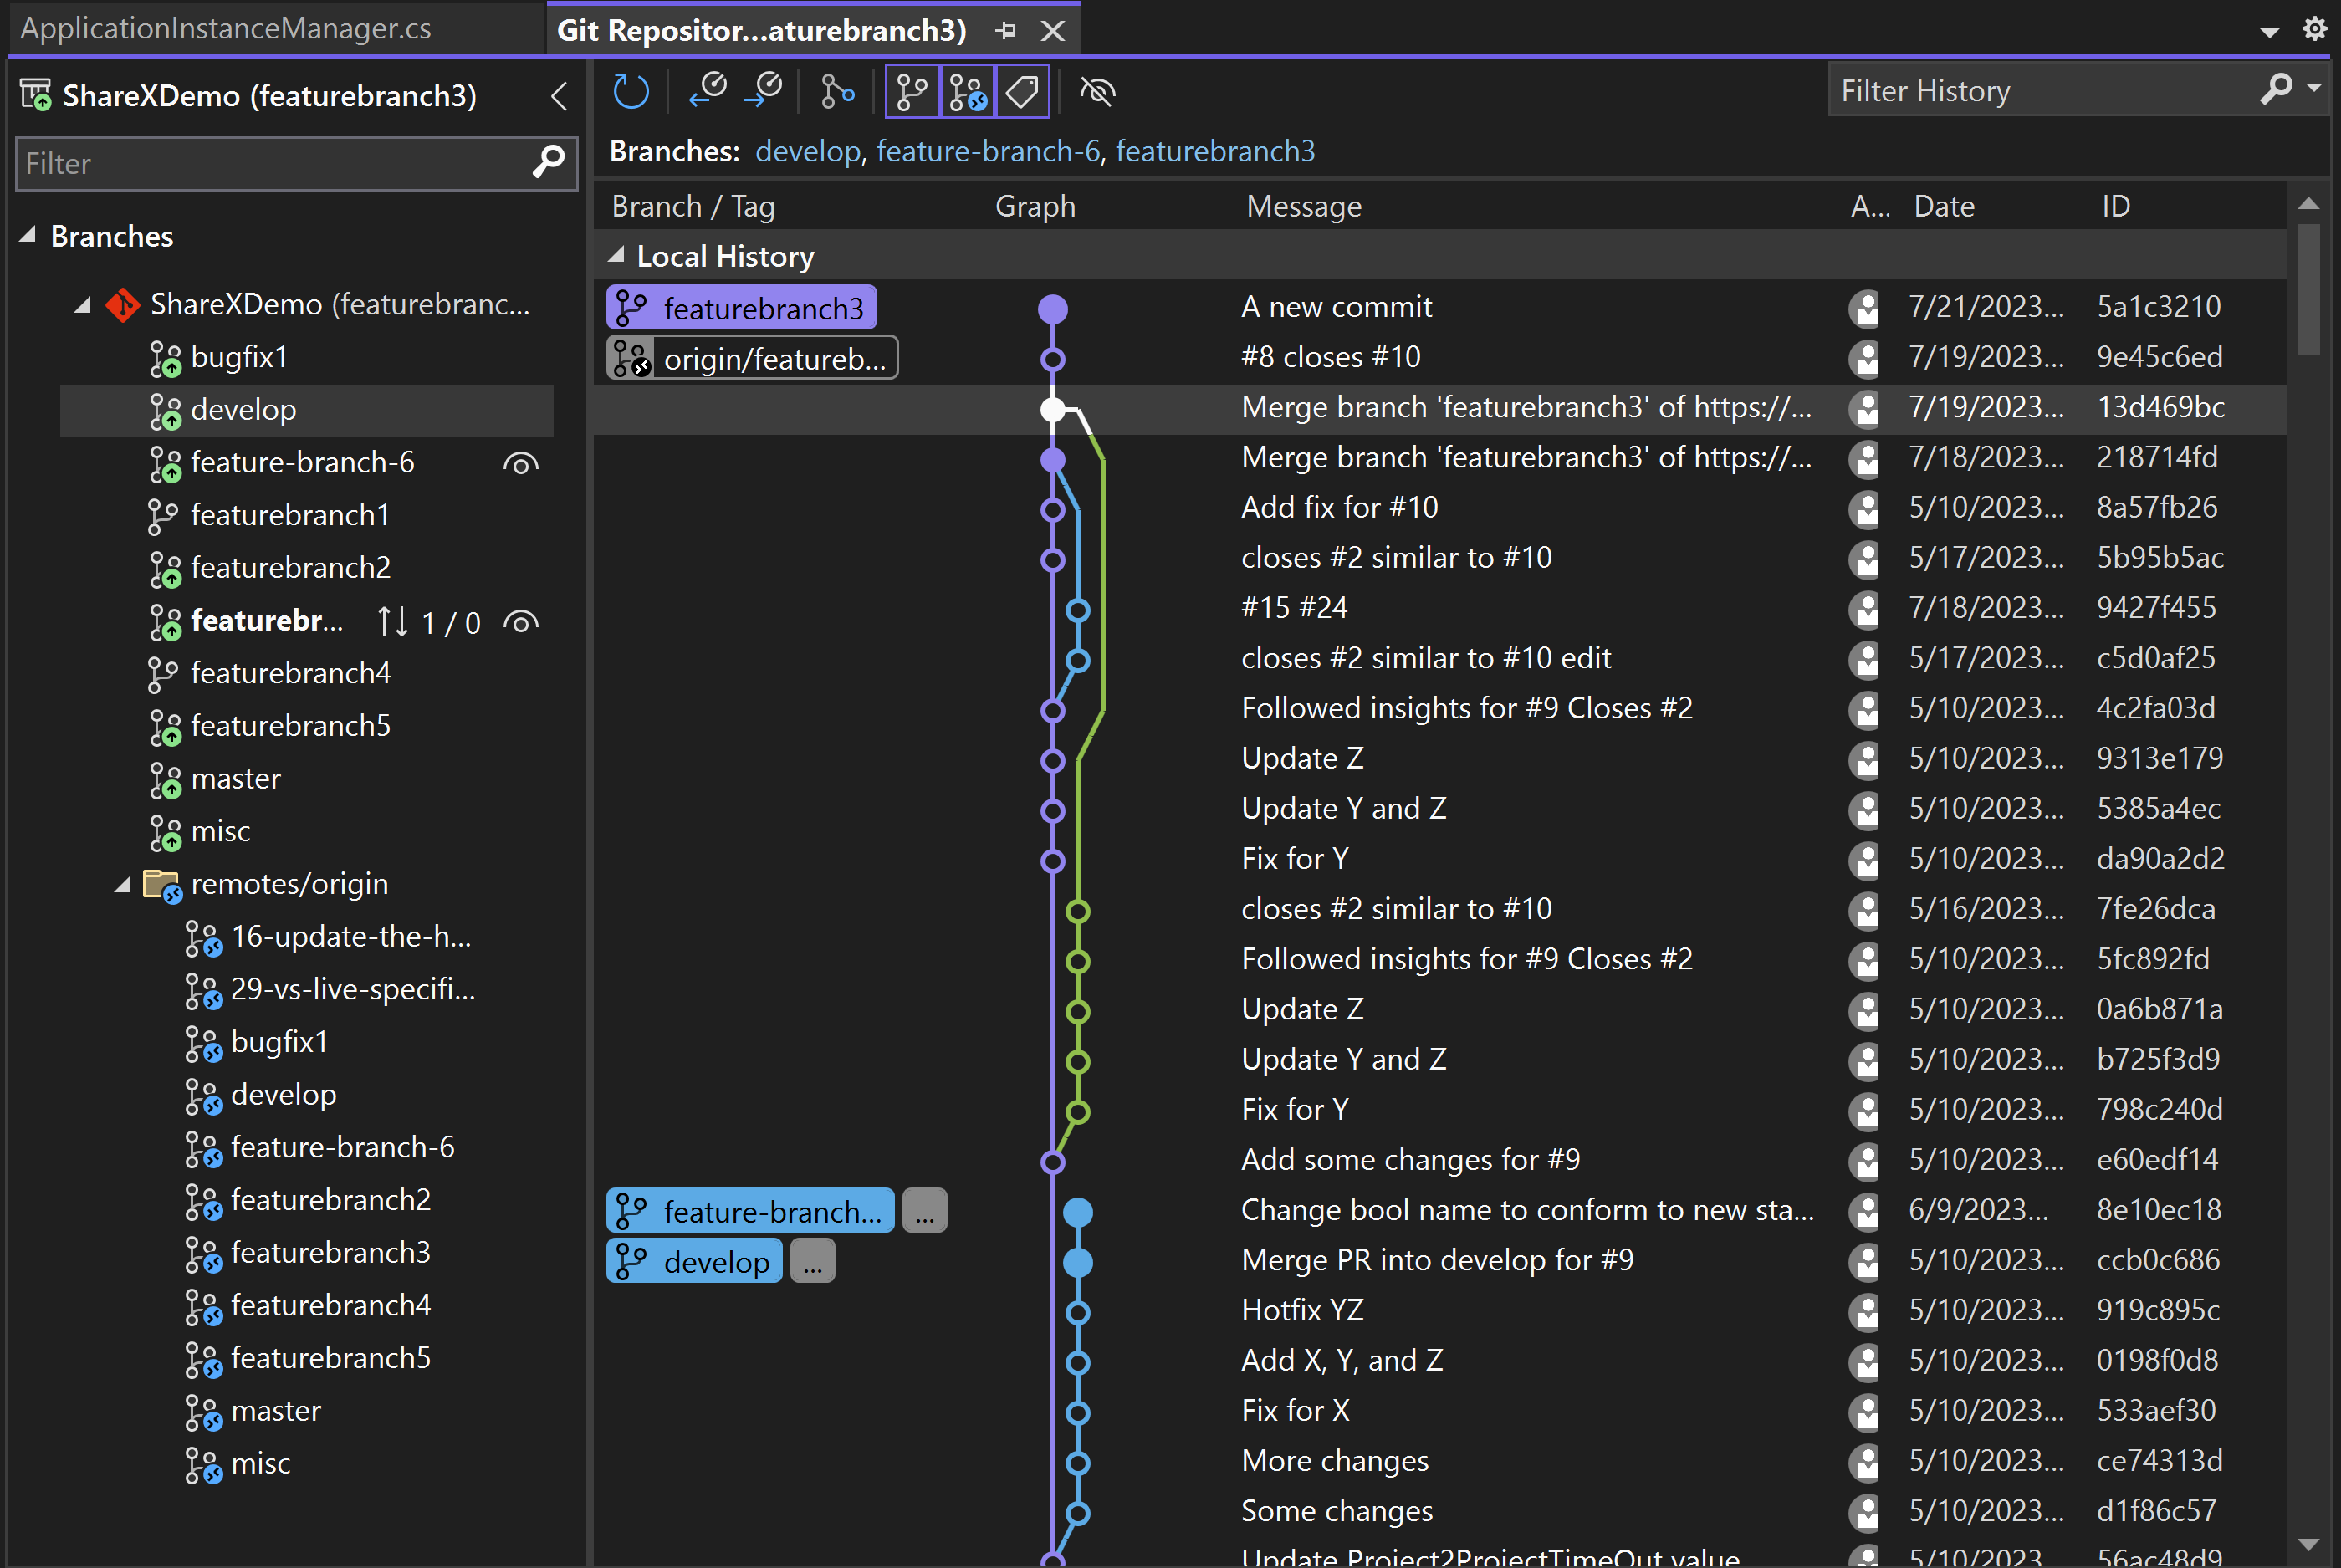 ApplicationInstanceManager.cs
Git Repositor...aturebranch3)
ShareXDemo (featurebranch3)
Filter
Branches
ShareXDemo (featurebranc...
bugfix1
develop
feature-branch-6
featurebranch1
featurebranch2
featurebr... 1 / 0
featurebranch4
featurebranch5
master
misc
remotes/origin
16-update-the-h...
29-vs-live-specifi...
bugfix1
develop
feature-branch-6
featurebranch2
featurebranch3
featurebranch4
featurebranch5
master
misc
Filter History
Branches: develop, feature-branch-6, featurebranch3
Branch / Tag Graph Message A... Date ID
Local History
featurebranch3 A new commit 7/21/2023... 5a1c3210
origin/featureb... #8 closes #10 7/19/2023... 9e45c6ed
Merge branch 'featurebranch3' of https://... 7/19/2023... 13d469bc
Merge branch 'featurebranch3' of https://... 7/18/2023... 218714fd
Add fix for #10 5/10/2023... 8a57fb26
closes #2 similar to #10 5/17/2023... 5b95b5ac
#15 #24 7/18/2023... 9427f455
closes #2 similar to #10 edit 5/17/2023... c5d0af25
Followed insights for #9 Closes #2 5/10/2023... 4c2fa03d
Update Z 5/10/2023... 9313e179
Update Y and Z 5/10/2023... 5385a4ec
Fix for Y 5/10/2023... da90a2d2
closes #2 similar to #10 5/16/2023... 7fe26dca
Followed insights for #9 Closes #2 5/10/2023... 5fc892fd
Update Z 5/10/2023... 0a6b871a
Update Y and Z 5/10/2023... b725f3d9
Fix for Y 5/10/2023... 798c240d
Add some changes for #9 5/10/2023... e60edf14
feature-branch... ... Change bool name to conform to new sta... 6/9/2023... 8e10ec18
develop ... Merge PR into develop for #9 5/10/2023... ccb0c686
Hotfix YZ 5/10/2023... 919c895c
Add X, Y, and Z 5/10/2023... 0198f0d8
Fix for X 5/10/2023... 533aef30
More changes 5/10/2023... ce74313d
Some changes 5/10/2023... d1f86c57
Update Project2ProjectTimeOut value 5/10/2023... 56ac48d9